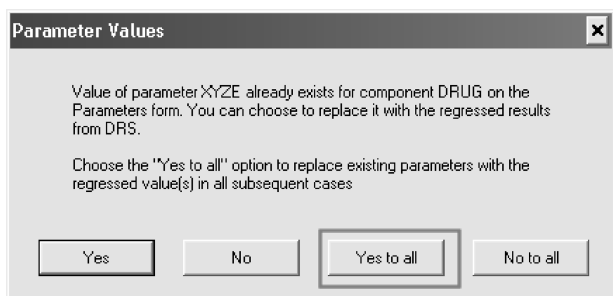 Parameter Values
Value of parameter XYZE already exists for component DRUG on the
Parameters form. You can choose to replace it with the regressed results
from DRS.
Choose the "Yes to all" option to replace existing parameters with the
regressed value(s) in all subsequent cases
Yes No Yes to all No to all